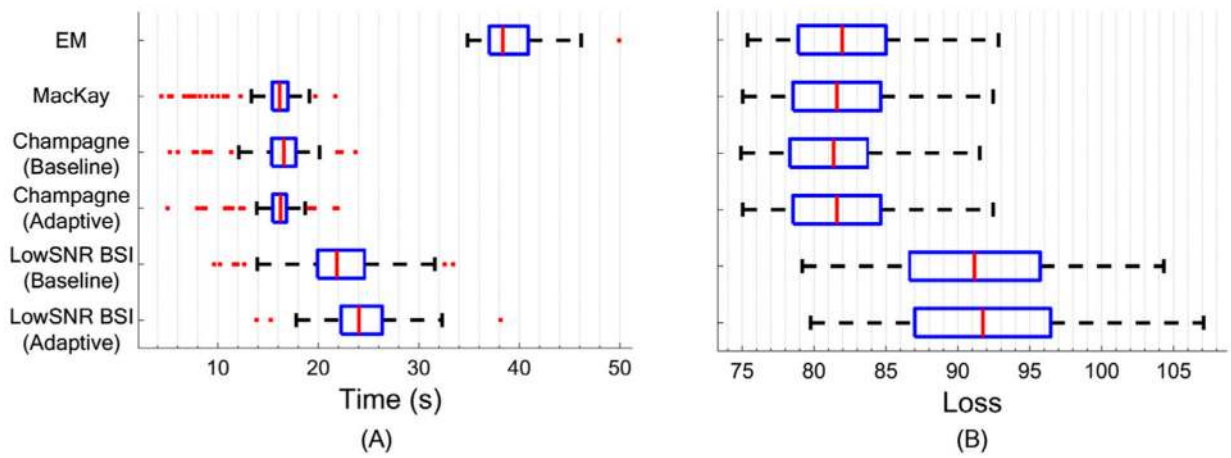 EM
MacKay
Champagne
(Baseline)
Champagne
(Adaptive)
LowSNR BSI
(Baseline)
LowSNR BSI
(Adaptive)
10 20 30 40 50
Time (s)
(A)
75 80 85 90 95 100 105
Loss
(B)